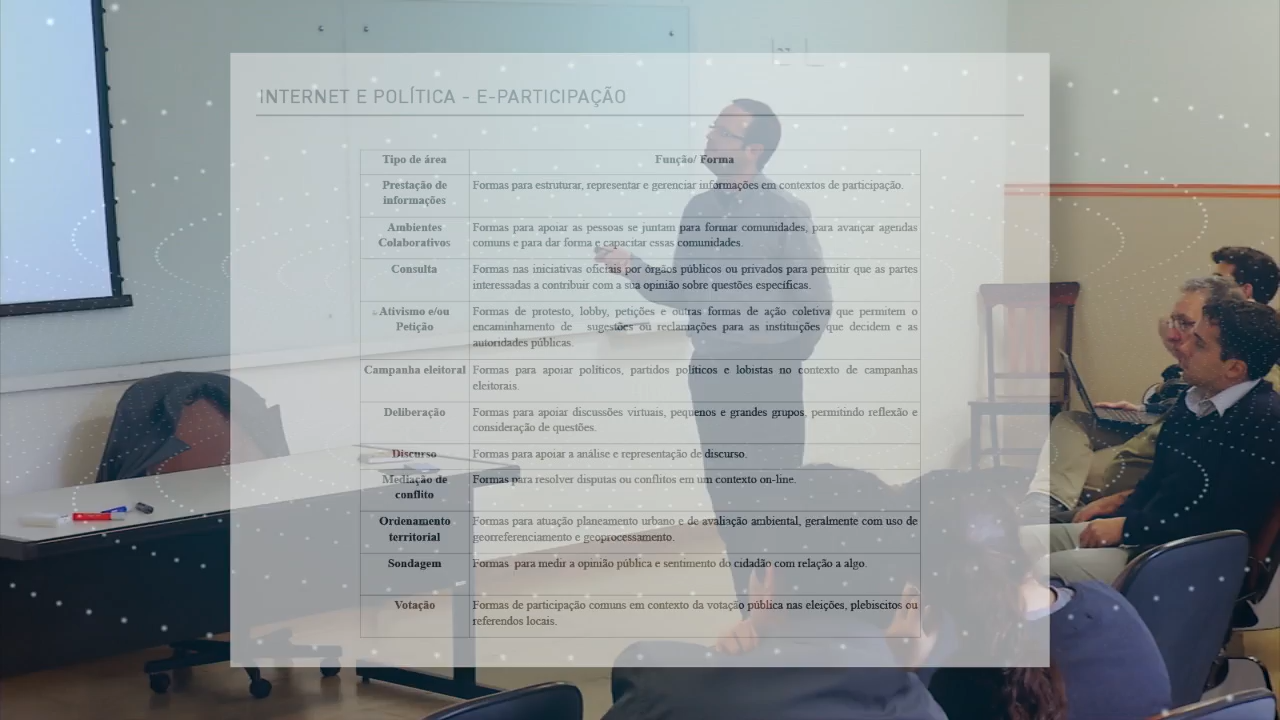 INTERNET E POLÍTICA - E-PARTICIPAÇÃO
Tipo de área
Função/ Forma
Prestação de
informações
Formas para estruturar, representar e gerenciar informações em contextos de participação.
Ambientes
Colaborativos
Formas para apoiar as pessoas se juntam para formar comunidades, para avançar agendas
comuns e para dar forma e capacitar essas comunidades.
Consulta
Formas nas iniciativas oficiais por órgãos públicos ou privados para permitir que as partes
interessadas a contribuir com a sua opinião sobre questões específicas.
Ativismo e/ou
Petição
Formas de protesto, lobby, petições e outras formas de ação coletiva que permitem o
encaminhamento de sugestões ou reclamações para as instituições que decidem e as
autoridades públicas.
Campanha eleitoral
Formas para apoiar políticos, partidos políticos e lobistas no contexto de campanhas
eleitorais.
Deliberação
Formas para apoiar discussões virtuais, pequenos e grandes grupos, permitindo reflexão e
consideração de questões.
Discurso
Formas para apoiar a análise e representação de discurso.
Mediação de
conflito
Formas para resolver disputas ou conflitos em um contexto on-line.
Ordenamento
territorial
Formas para atuação planeamento urbano e de avaliação ambiental, geralmente com uso de
georreferenciamento e geoprocessamento.
Sondagem
Formas para medir a opinião pública e sentimento do cidadão com relação a algo.
Votação
Formas de participação comuns em contexto da votação pública nas eleições, plebiscitos ou
referendos locais.